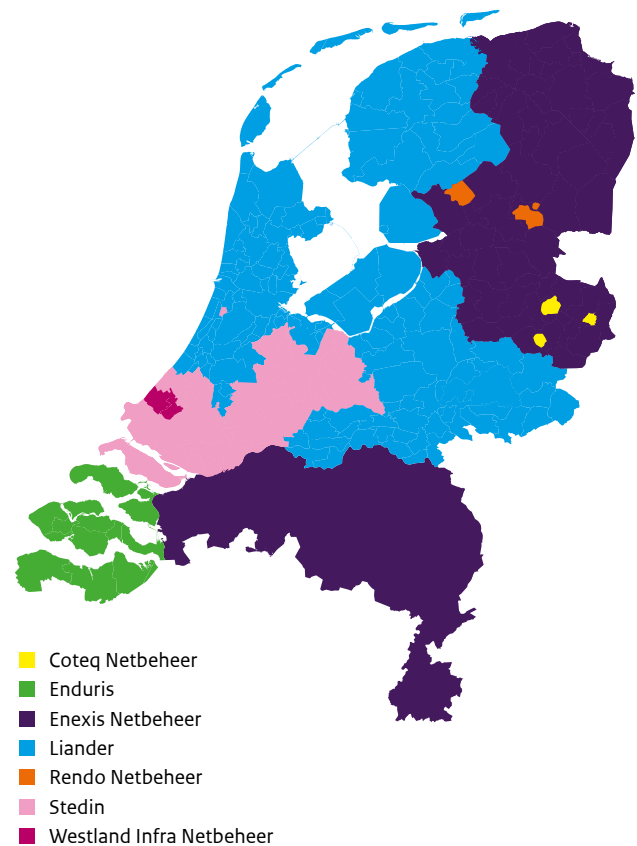 Coteq Netbeheer
Enduris
Enexis Netbeheer
Liander
Rendo Netbeheer
Stedin
Westland Infra Netbeheer